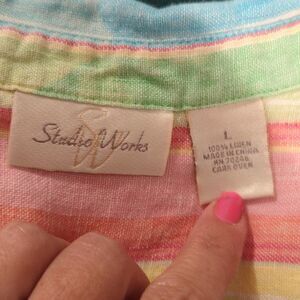 Studio Works
L
100% LINEN
MADE IN CHINA
RN 70246
CARE OVER